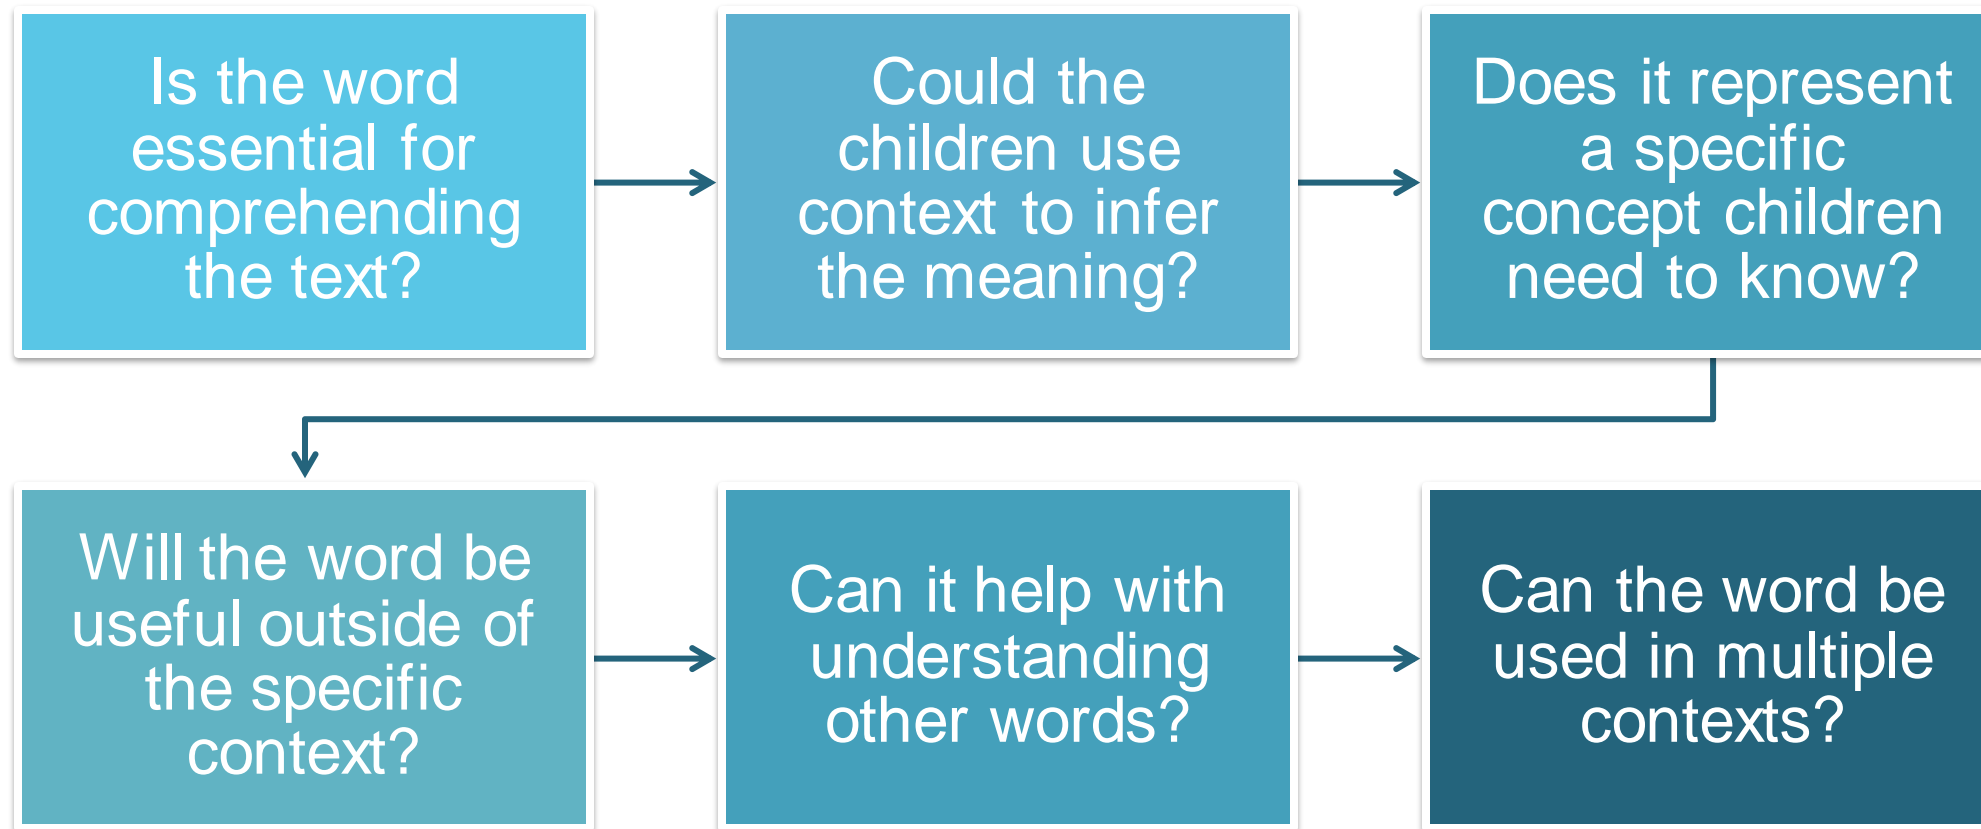 Is the word
essential for
comprehending
the text?
Could the
children use
context to infer
the meaning?
Does it represent
a specific
concept children
need to know?
Will the word be
useful outside of
the specific
context?
Can it help with
understanding
other words?
Can the word be
used in multiple
contexts?